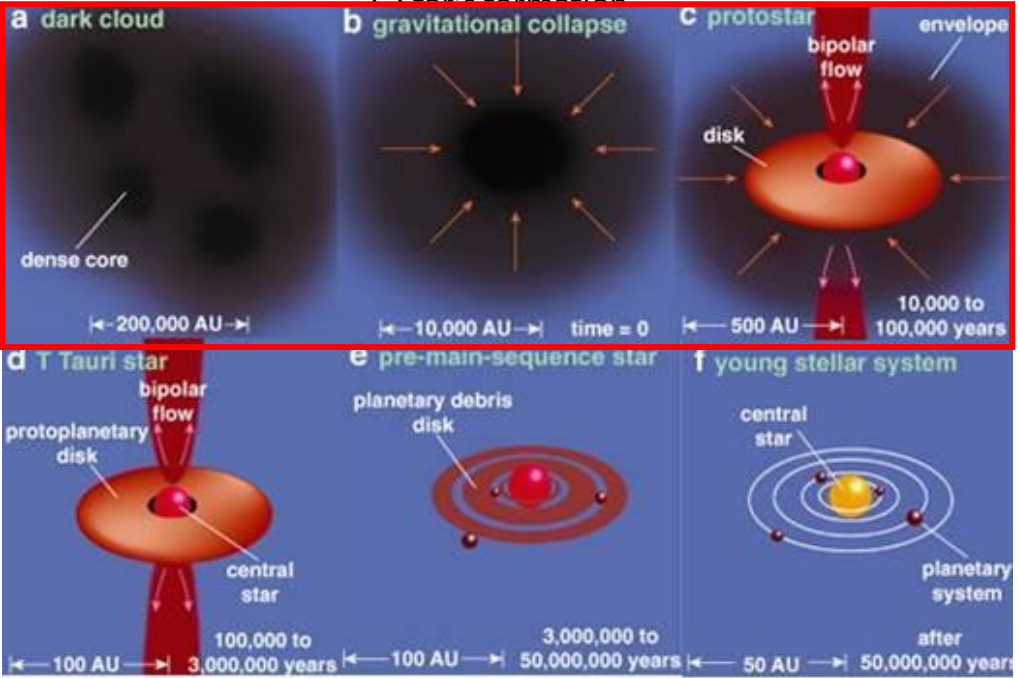 a dark cloud
dense core
200,000 AU
b gravitational collapse
10,000 AU
time = 0
c protostar
envelope
bipolar
flow
disk
500 AU
10,000 to
100,000 years
d T Tauri star
bipolar
flow
protoplanetary
disk
central
star
100 AU
100,000 to
3,000,000 years
e pre-main-sequence star
planetary debris
disk
100 AU
3,000,000 to
50,000,000 years
f young stellar system
central
star
planetary
system
50 AU
after
50,000,000 years